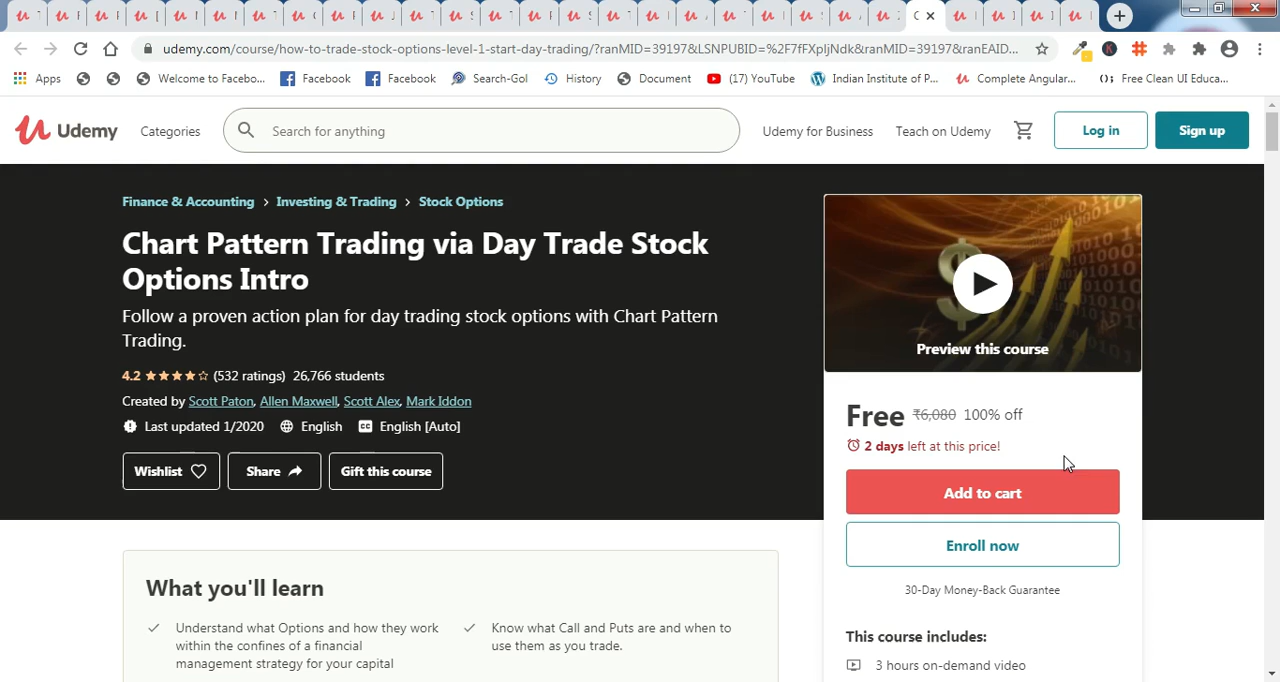 udemy.com/course/how-to-trade-stock-options-level-1-start-day-trading/?ranMID=39197&LSNPUBID=%2F7fFXpljNdk&ranMID=39197&ranEAID...
Apps Welcome to Facebo... Facebook Facebook Search-Gol History Document (17) YouTube Indian Institute of P... Complete Angular... Free Clean UI Educa...
Udemy Categories Search for anything Udemy for Business Teach on Udemy Log in Sign up
Finance & Accounting > Investing & Trading > Stock Options
Chart Pattern Trading via Day Trade Stock
Options Intro
Follow a proven action plan for day trading stock options with Chart Pattern
Trading.
4.2 (532 ratings) 26,766 students
Created by Scott Paton, Allen Maxwell, Scott Alex, Mark Iddon
Last updated 1/2020 English CC English [Auto]
Wishlist Share Gift this course
Preview this course
Free ₹6,080 100% off
2 days left at this price!
Add to cart
Enroll now
30-Day Money-Back Guarantee
This course includes:
3 hours on-demand video
What you'll learn
Understand what Options and how they work
within the confines of a financial
management strategy for your capital
Know what Call and Puts are and when to
use them as you trade.